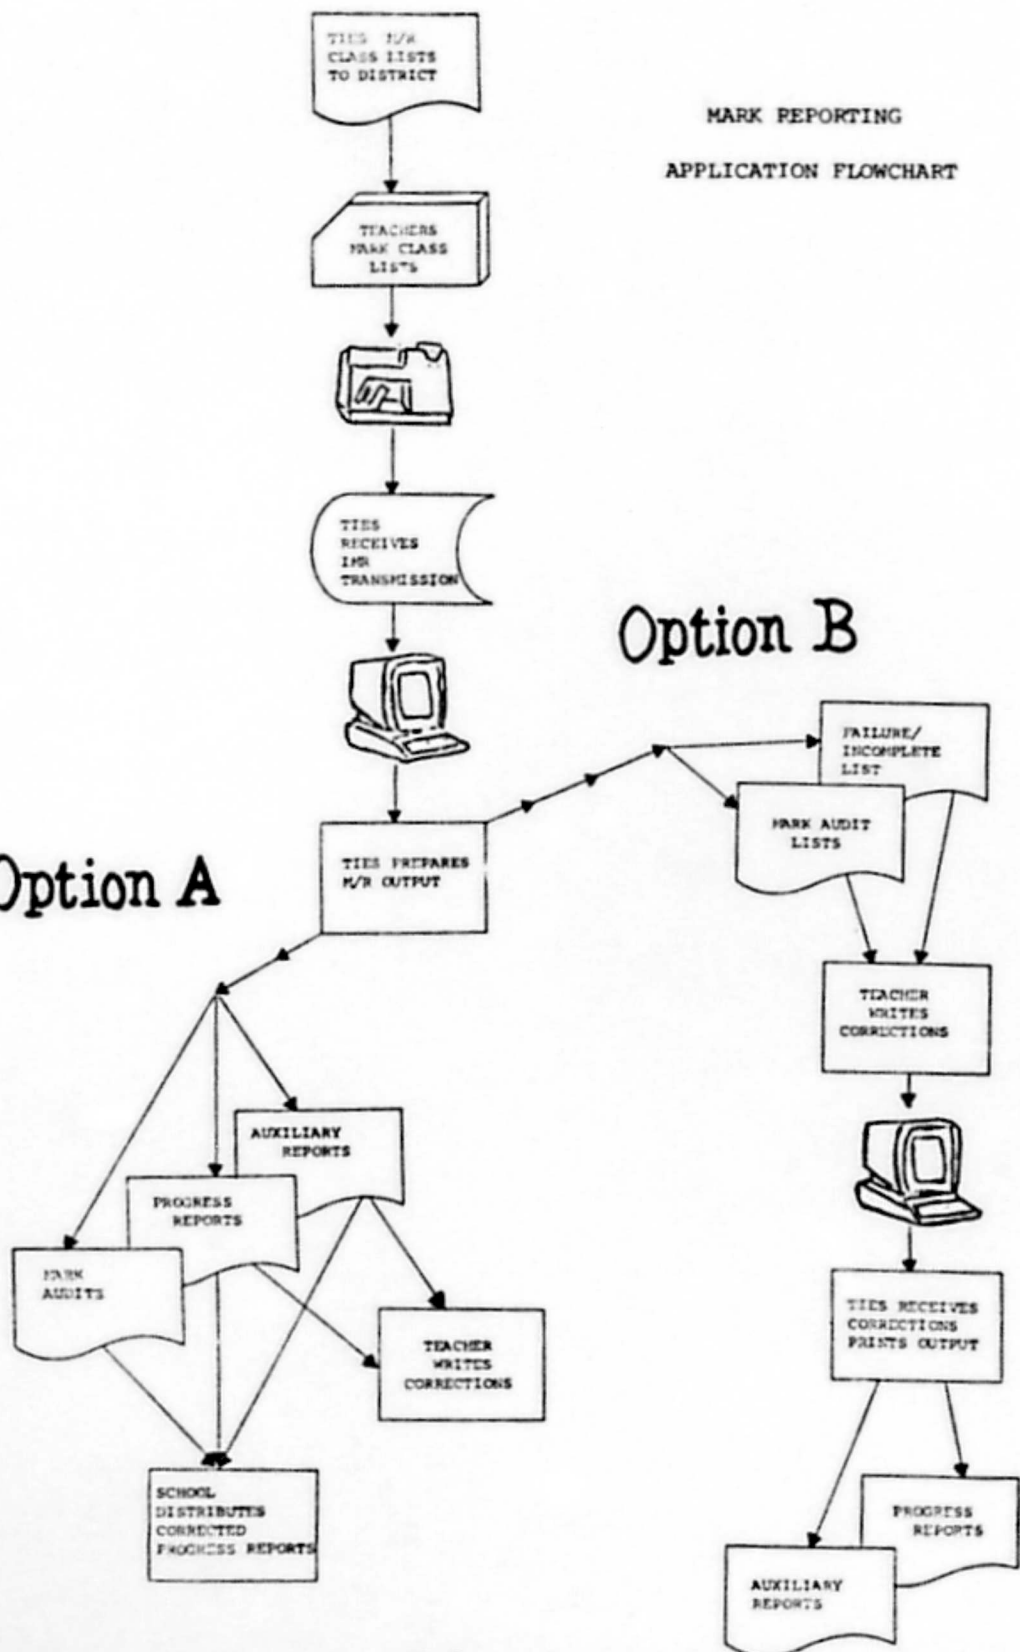 TIES M/R
CLASS LISTS
TO DISTRICT
MARK REPORTING
APPLICATION FLOWCHART
TEACHERS
MARK CLASS
LISTS
TIES
RECEIVES
IMR
TRANSMISSION
Option B
FAILURE/
INCOMPLETE
LIST
MARK AUDIT
LISTS
TIES PREPARES
M/R OUTPUT
Option A
TEACHER
WRITES
CORRECTIONS
AUXILIARY
REPORTS
PROGRESS
REPORTS
MARK
AUDITS
TEACHER
WRITES
CORRECTIONS
TIES RECEIVES
CORRECTIONS
PRINTS OUTPUT
SCHOOL
DISTRIBUTES
CORRECTED
PROGRESS REPORTS
PROGRESS
REPORTS
AUXILIARY
REPORTS